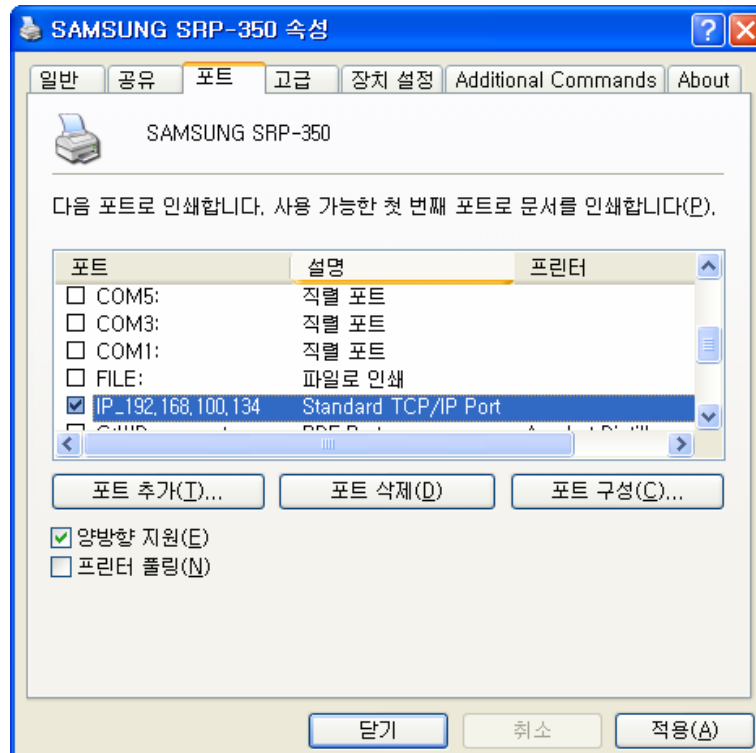 SAMSUNG SRP-350 속성
일반 공유 포트 고급 장치 설정 Additional Commands About
SAMSUNG SRP-350
다음 포트로 인쇄합니다. 사용 가능한 첫 번째 포트로 문서를 인쇄합니다(P).
포트 설명 프린터
COM5: 직렬 포트
COM3: 직렬 포트
COM1: 직렬 포트
FILE: 파일로 인쇄
IP_192.168.100.134 Standard TCP/IP Port
포트 추가(T)... 포트 삭제(D) 포트 구성(C)...
양방향 지원(E)
프린터 풀링(N)
닫기 취소 적용(A)